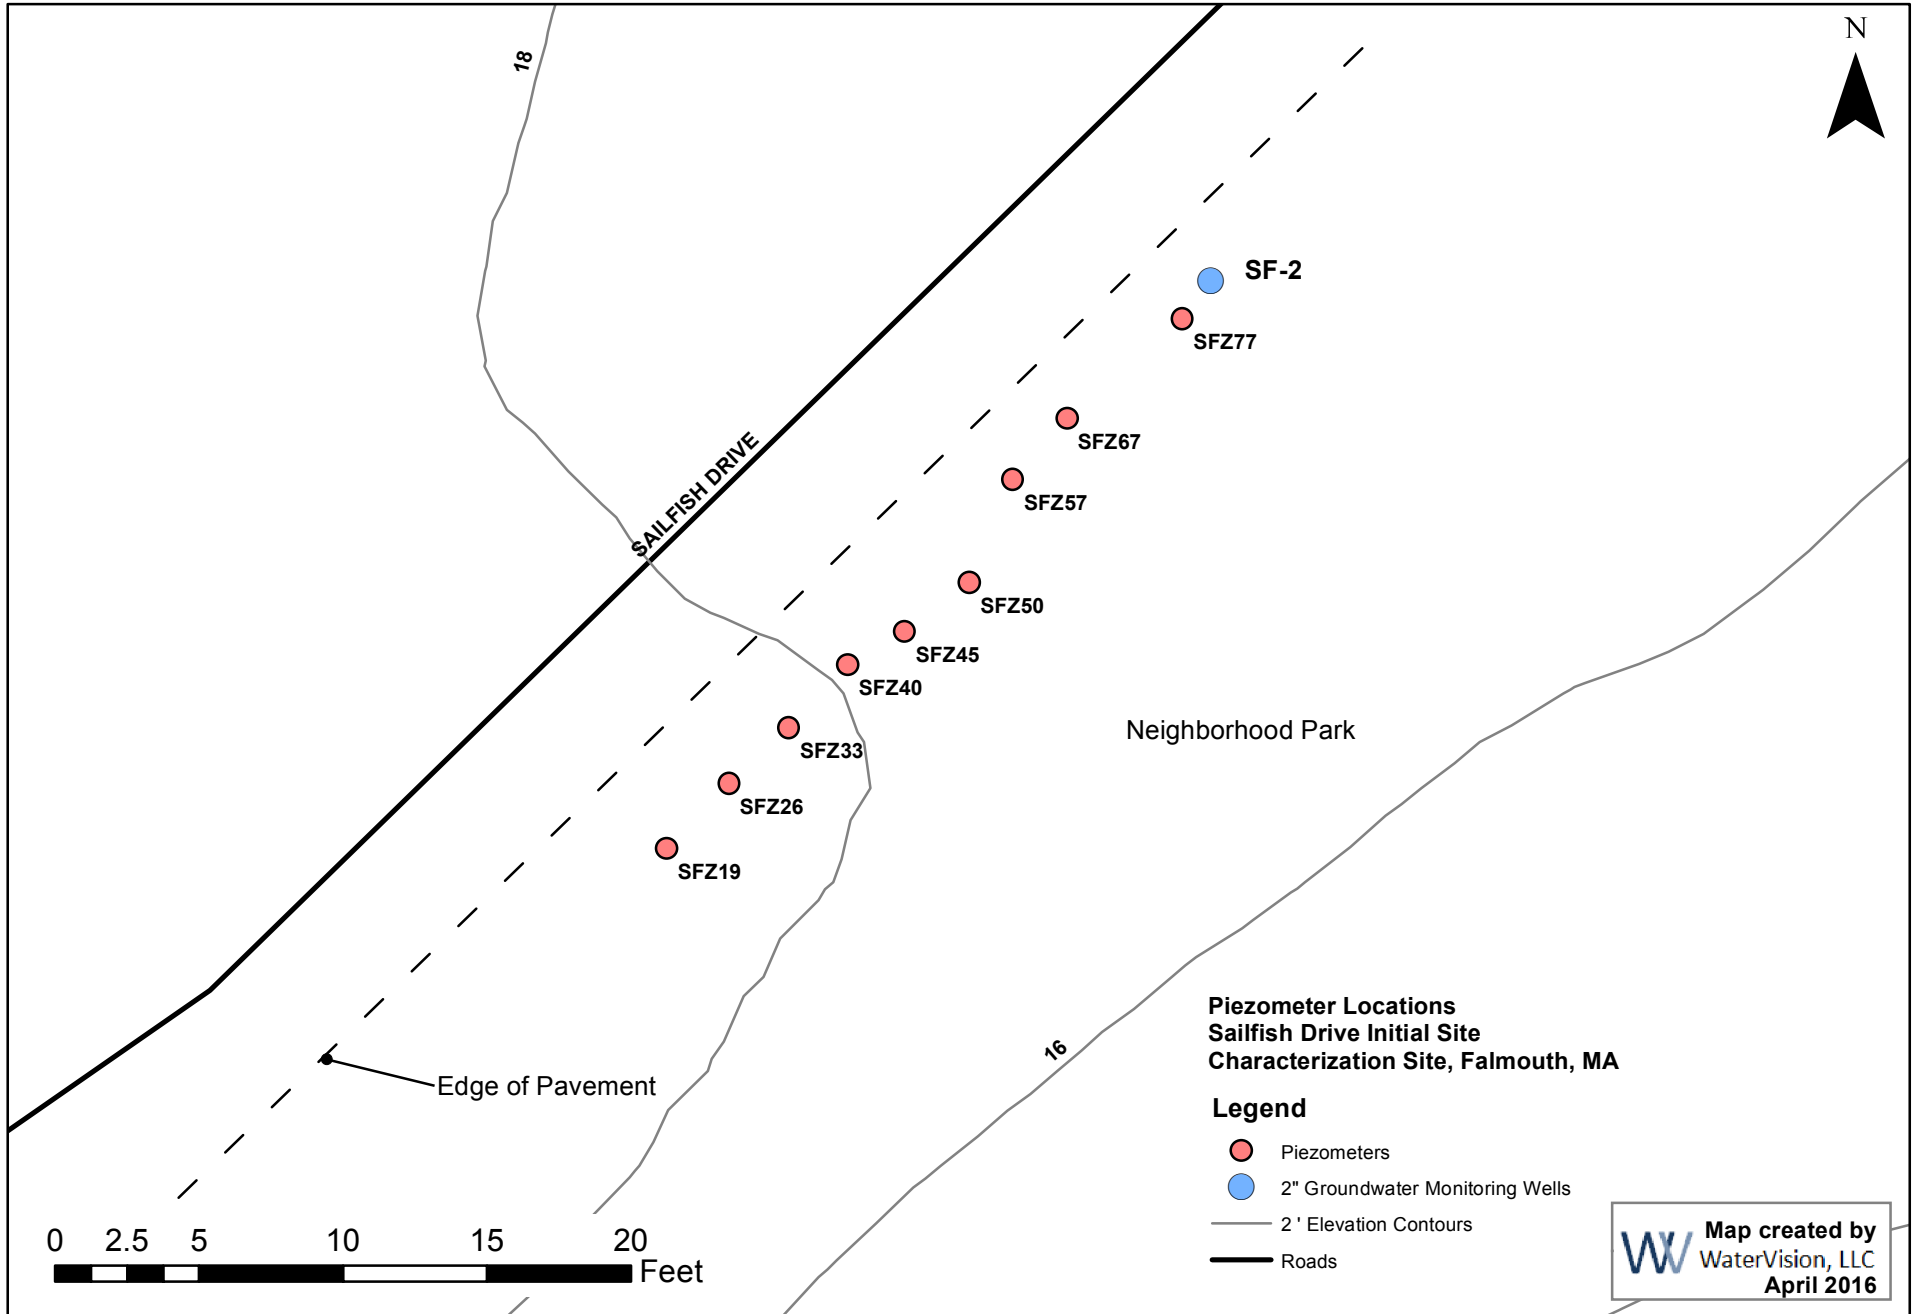 N
18
SF-2
SFZ77
SFZ67
SAILFISH DRIVE
SFZ57
SFZ50
SFZ45
SFZ40
Neighborhood Park
SFZ33
SFZ26
SFZ19
Piezometer Locations
Sailfish Drive Initial Site
Characterization Site, Falmouth, MA
16
Edge of Pavement
Legend
Piezometers
2" Groundwater Monitoring Wells
2 ' Elevation Contours
Roads
0 2.5 5 10 15 20
Feet
W Map created by
WaterVision, LLC
April 2016